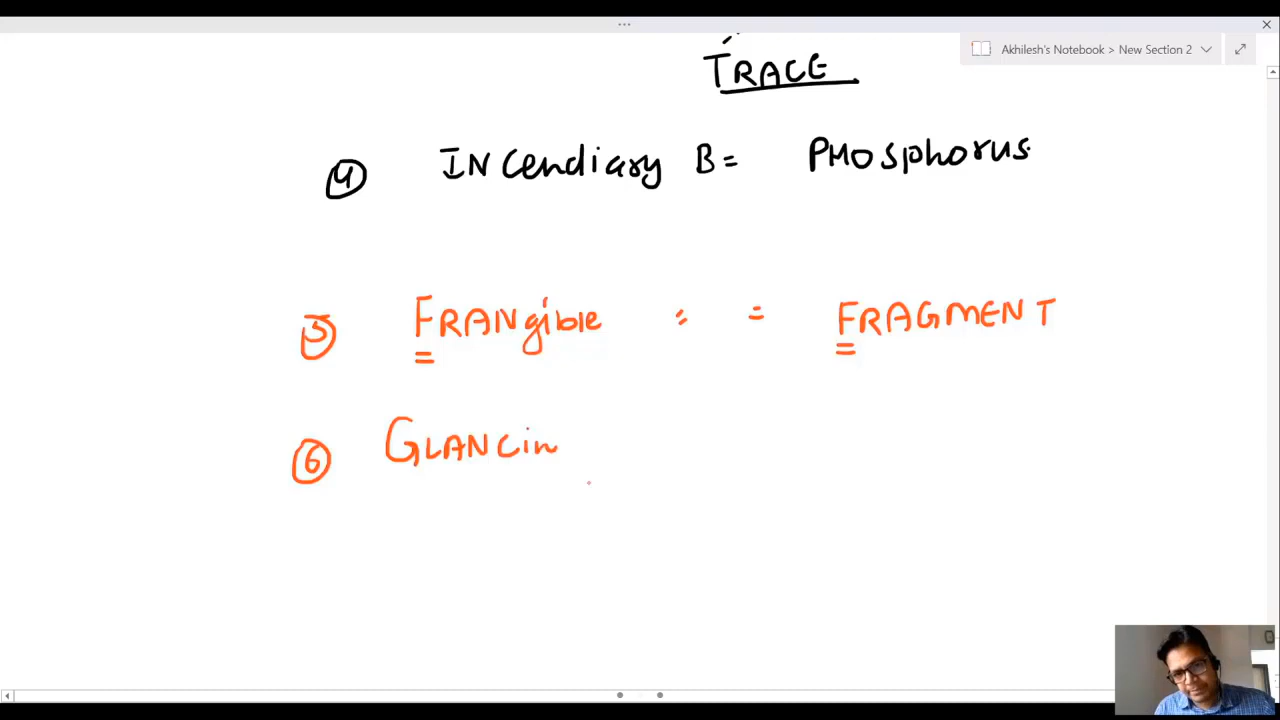 Akhilesh's Notebook > New Section 2
TRACE
4 INCendiary B= PHOsphorus
5 FRANgible : = FRAGMENT
6 GLANCin